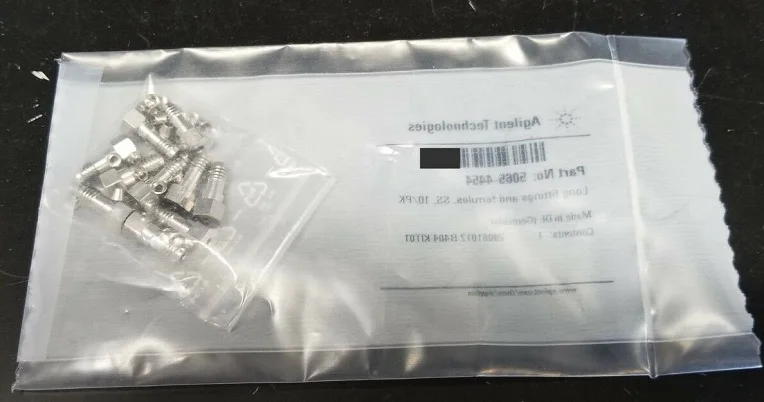 Agilent Technologies
Part No: 5065-4454
Long fittings and ferrules, SS, 10/PK
Made in DE (Germany)
Contents: 1